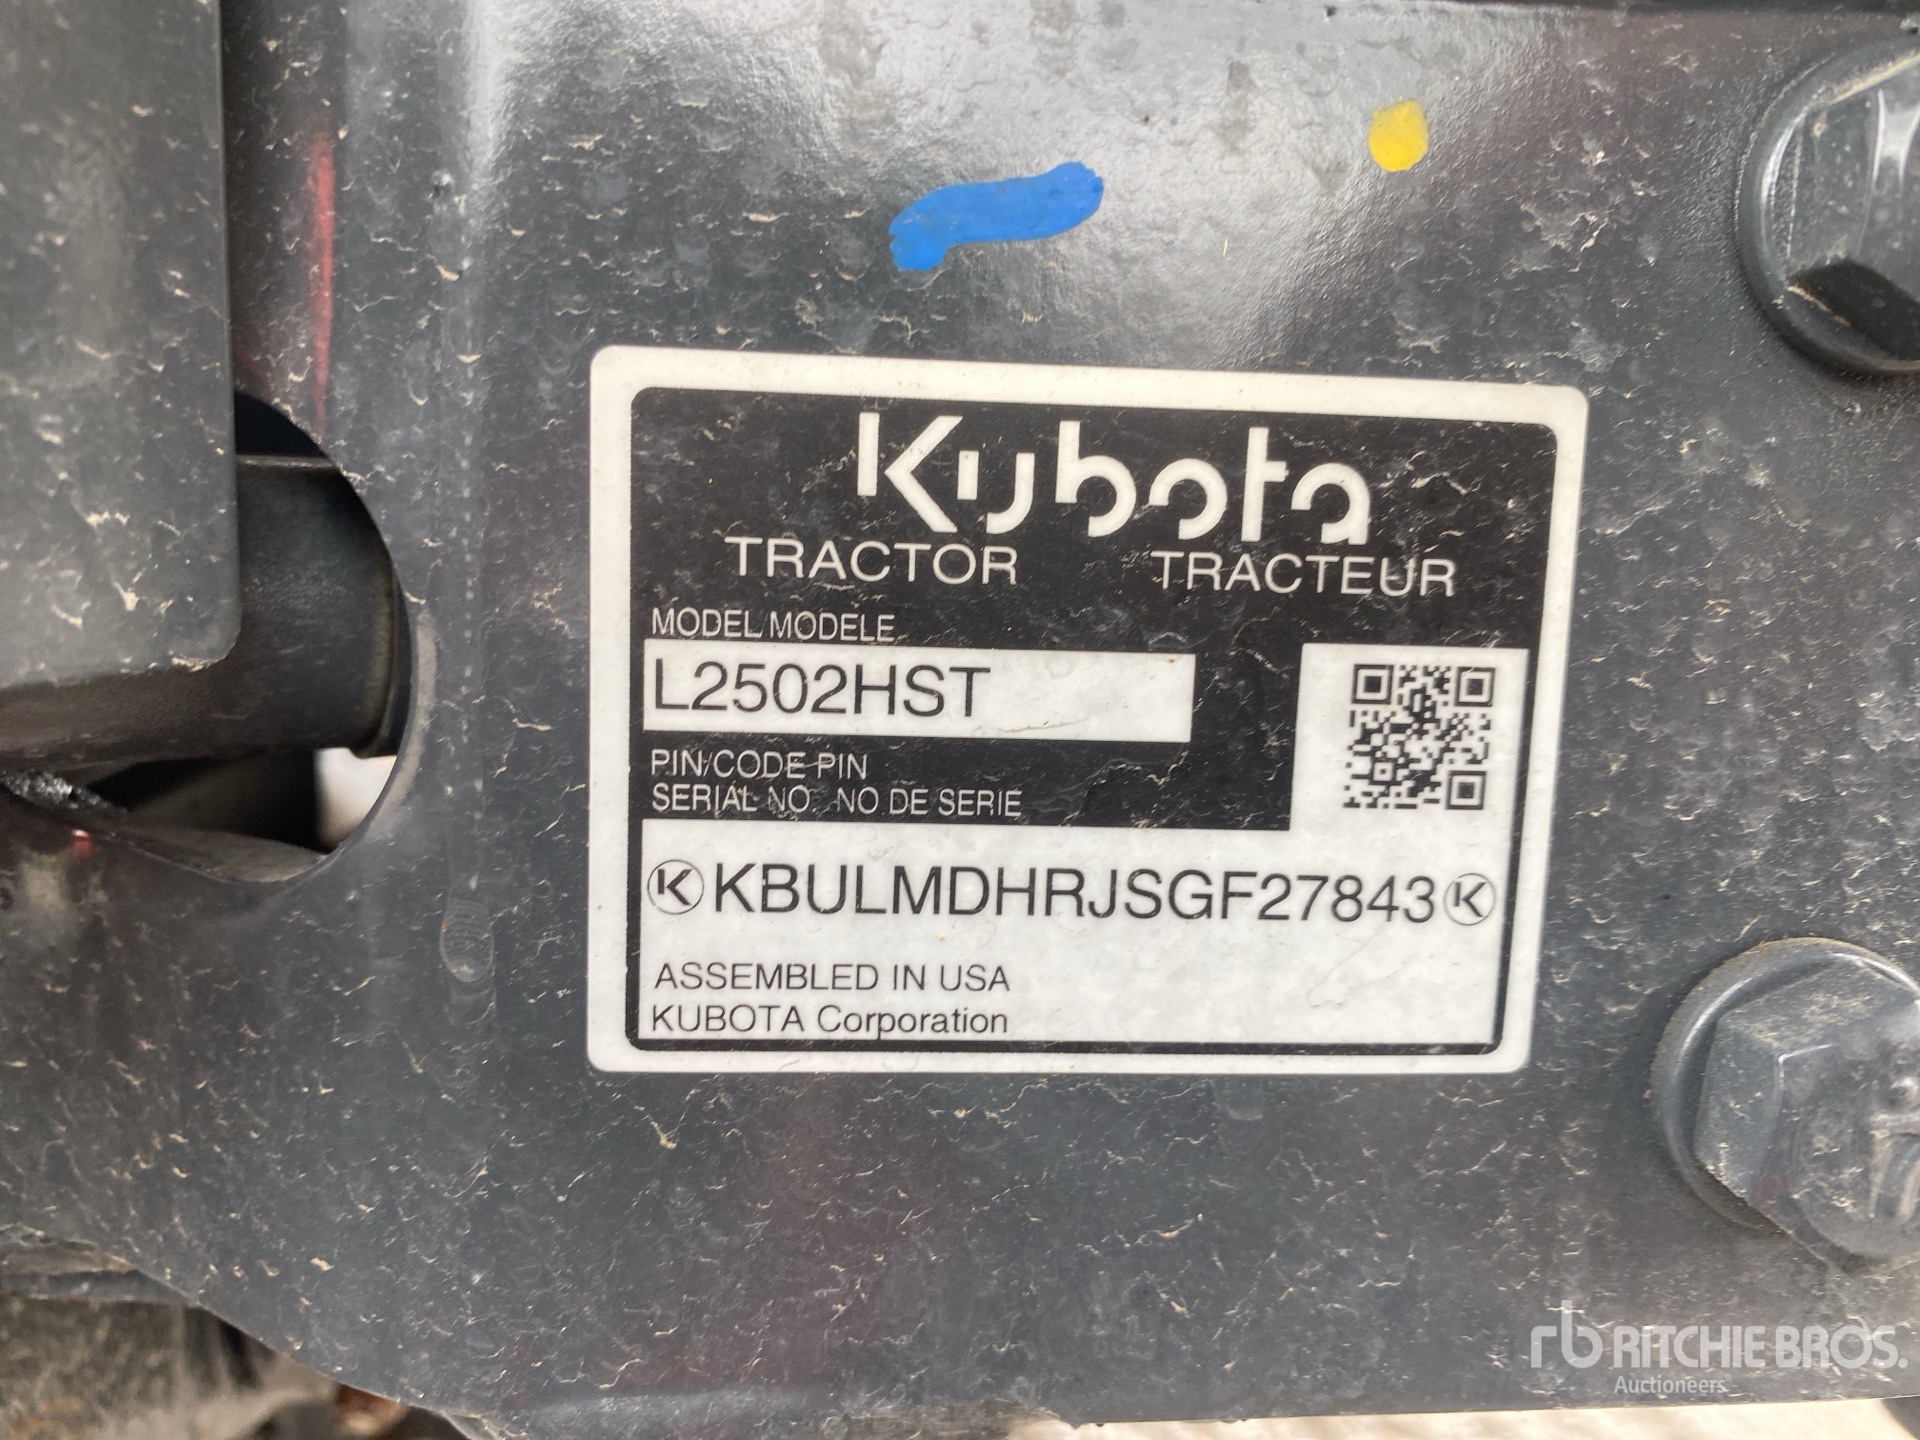 Kubota
TRACTOR TRACTEUR
MODEL/MODELE
L2502HST
PIN/CODE PIN
SERIAL NO. NO DE SERIE
K KBULMDHRJSGF27843 K
ASSEMBLED IN USA
KUBOTA Corporation
rb RITCHIE BROS.
Auctioneers